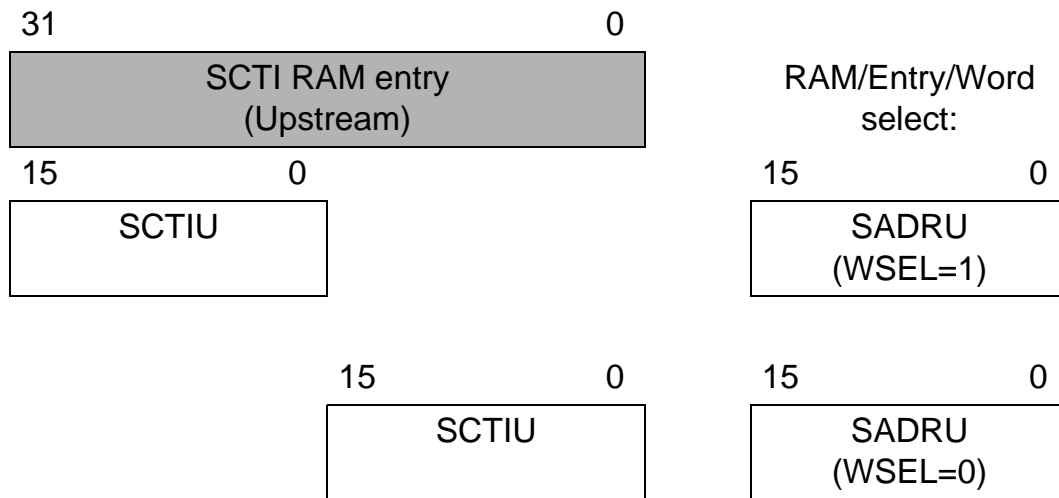 31 0
SCTI RAM entry
(Upstream)
RAM/Entry/Word
select:
15 0 15 0
SCTIU
SADRU
(WSEL=1)
15 0 15 0
SCTIU
SADRU
(WSEL=0)